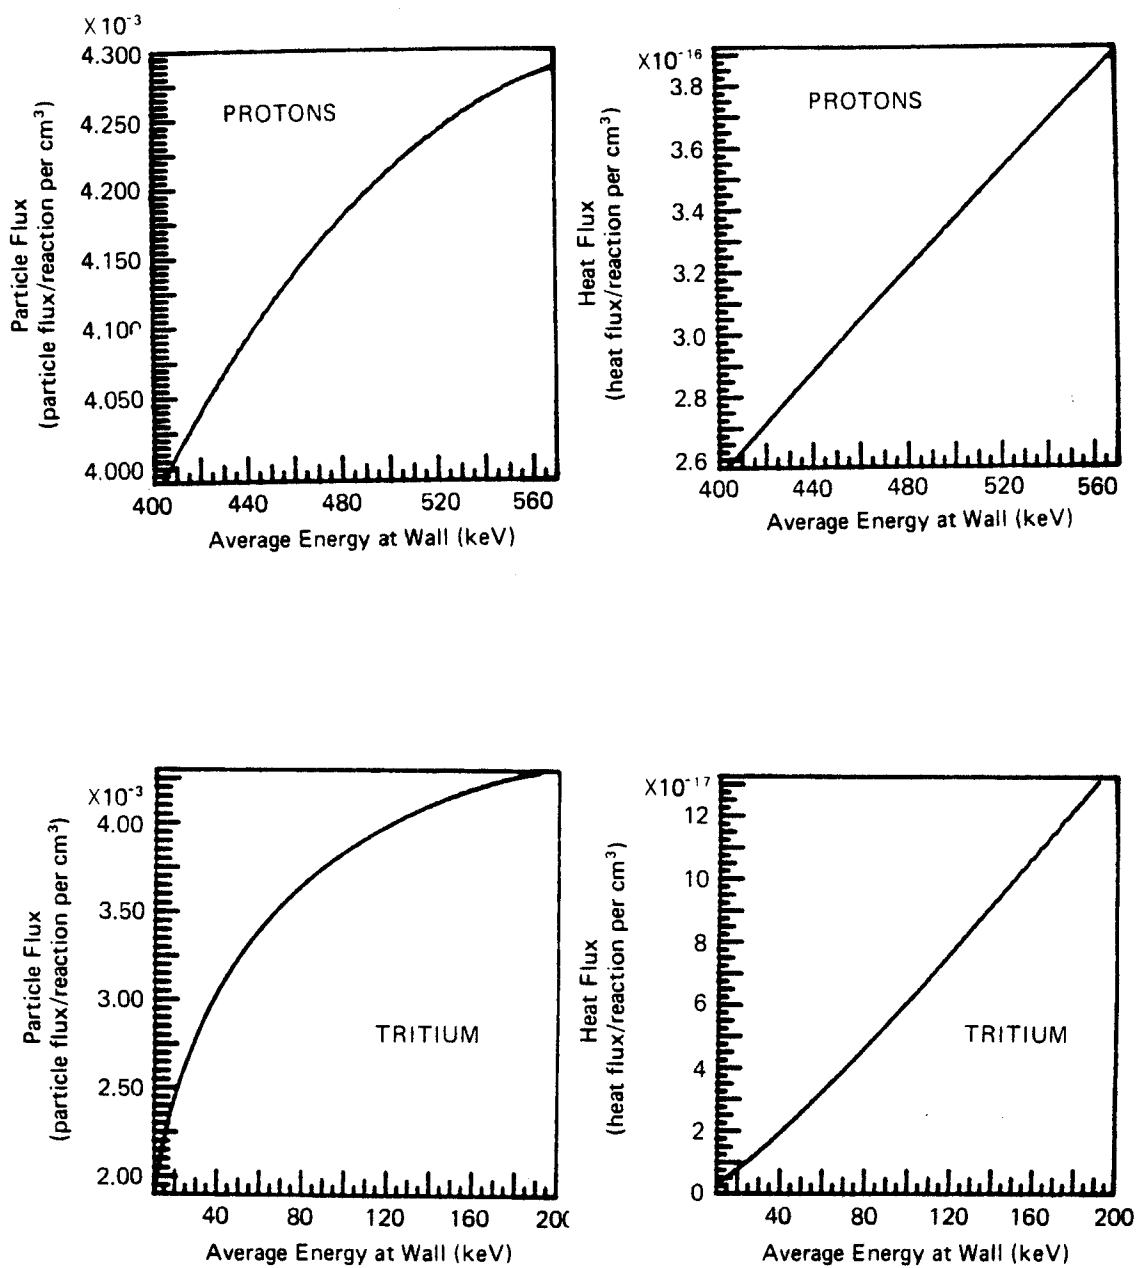 X10⁻³
4.300
4.250
4.200
4.150
4.100
4.050
4.000
Particle Flux
(particle flux/reaction per cm³)
PROTONS
400 440 480 520 560
Average Energy at Wall (keV)
X10⁻¹⁶
3.8
3.6
3.4
3.2
3.0
2.8
2.6
Heat Flux
(heat flux/reaction per cm³)
PROTONS
400 440 480 520 560
Average Energy at Wall (keV)
X10⁻³
4.00
3.50
3.00
2.50
2.00
Particle Flux
(particle flux/reaction per cm³)
TRITIUM
40 80 120 160 200
Average Energy at Wall (keV)
X10⁻¹⁷
12
10
8
6
4
2
0
Heat Flux
(heat flux/reaction per cm³)
TRITIUM
40 80 120 160 200
Average Energy at Wall (keV)